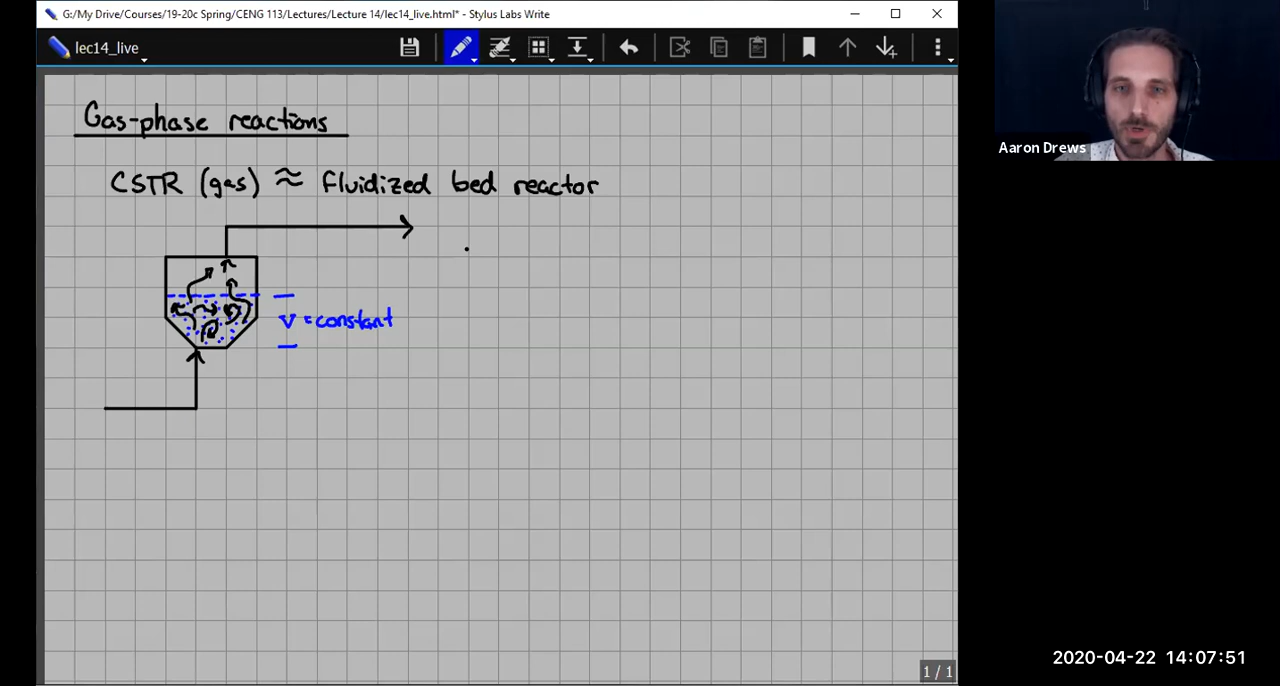 G:/My Drive/Courses/19-20c Spring/CENG 113/Lectures/Lecture 14/lec14_live.html* - Stylus Labs Write
lec14_live
Gas-phase reactions
CSTR (gas) ≈ fluidized bed reactor
V = constant
Aaron Drews
1 / 1
2020-04-22 14:07:51